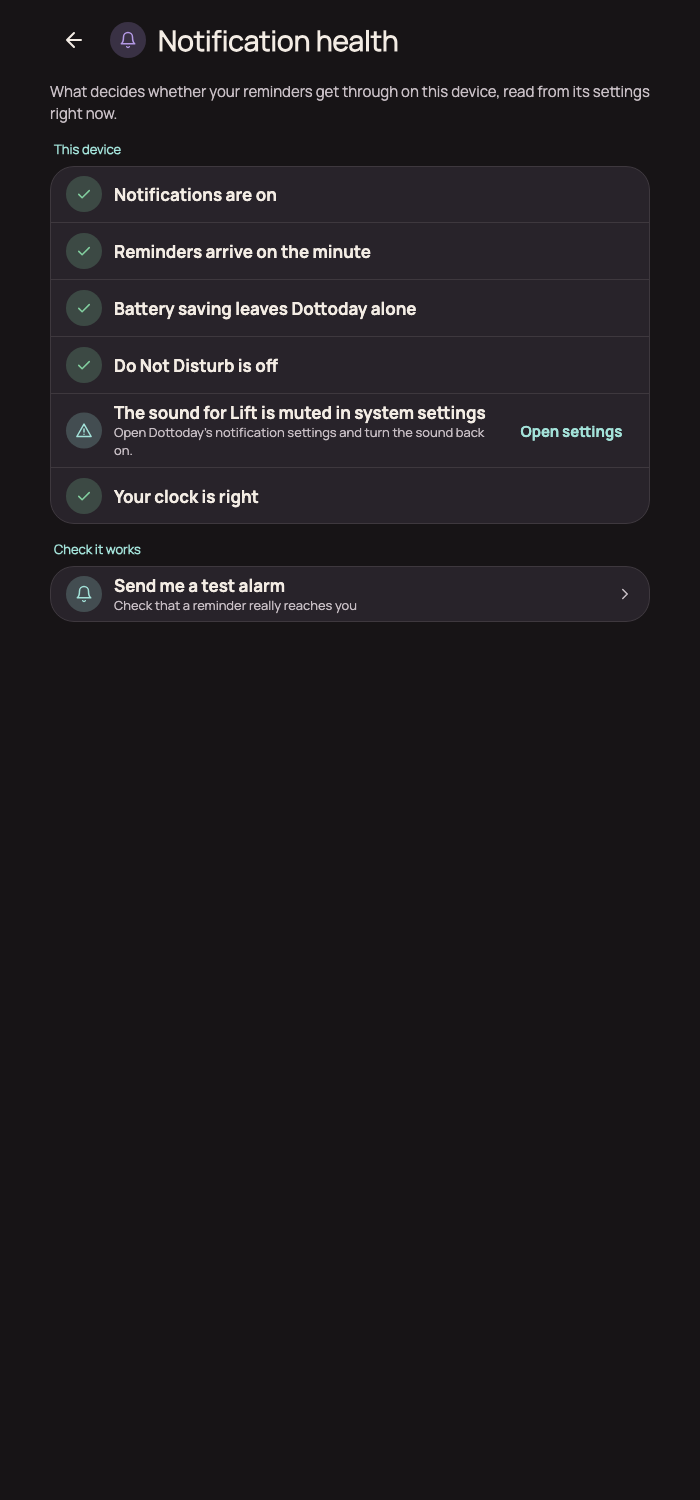 Notification health
What decides whether your reminders get through on this device, read from its settings
right now.
This device
Notifications are on
Reminders arrive on the minute
Battery saving leaves Dottoday alone
Do Not Disturb is off
The sound for Lift is muted in system settings
Open Dottoday's notification settings and turn the sound back
on.
Open settings
Your clock is right
Check it works
Send me a test alarm
Check that a reminder really reaches you